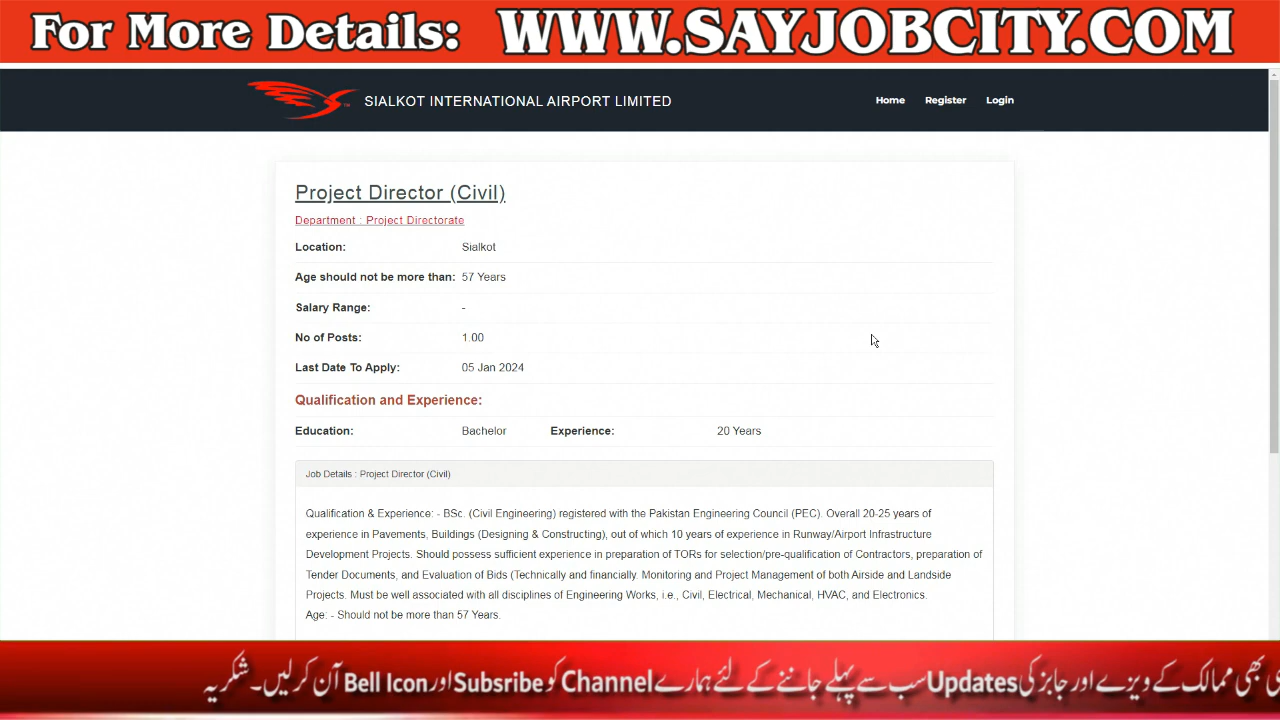 For More Details: WWW.SAYJOBCITY.COM
SIALKOT INTERNATIONAL AIRPORT LIMITED
Home Register Login
Project Director (Civil)
Department : Project Directorate
Location: Sialkot
Age should not be more than: 57 Years
Salary Range: -
No of Posts: 1.00
Last Date To Apply: 05 Jan 2024
Qualification and Experience:
Education: Bachelor Experience: 20 Years
Job Details : Project Director (Civil)
Qualification & Experience: - BSc. (Civil Engineering) registered with the Pakistan Engineering Council (PEC). Overall 20-25 years of
experience in Pavements, Buildings (Designing & Constructing), out of which 10 years of experience in Runway/Airport Infrastructure
Development Projects. Should possess sufficient experience in preparation of TORs for selection/pre-qualification of Contractors, preparation of
Tender Documents, and Evaluation of Bids (Technically and financially. Monitoring and Project Management of both Airside and Landside
Projects. Must be well associated with all disciplines of Engineering Works, i.e., Civil, Electrical, Mechanical, HVAC, and Electronics.
Age: - Should not be more than 57 Years.
بھی ممالک کے ویزے اور جابز کی Updates سب سے پہلے جاننے کے لئے ہمارے Channel کو Subsribe اور Bell Icon آن کرلیں۔ شکریہ